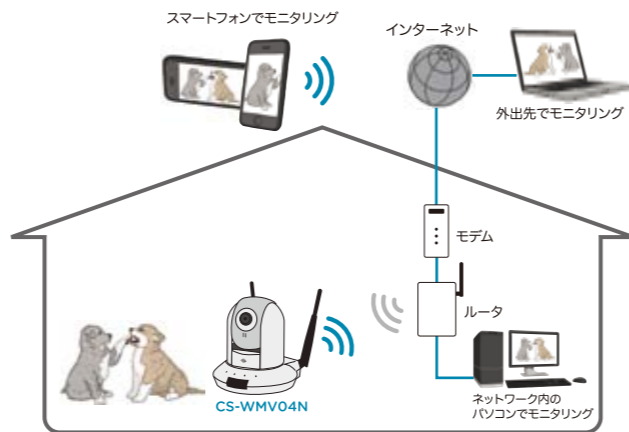 スマートフォンでモニタリング
インターネット
外出先でモニタリング
モデム
ルータ
CS-WMV04N
ネットワーク内の
パソコンでモニタリング